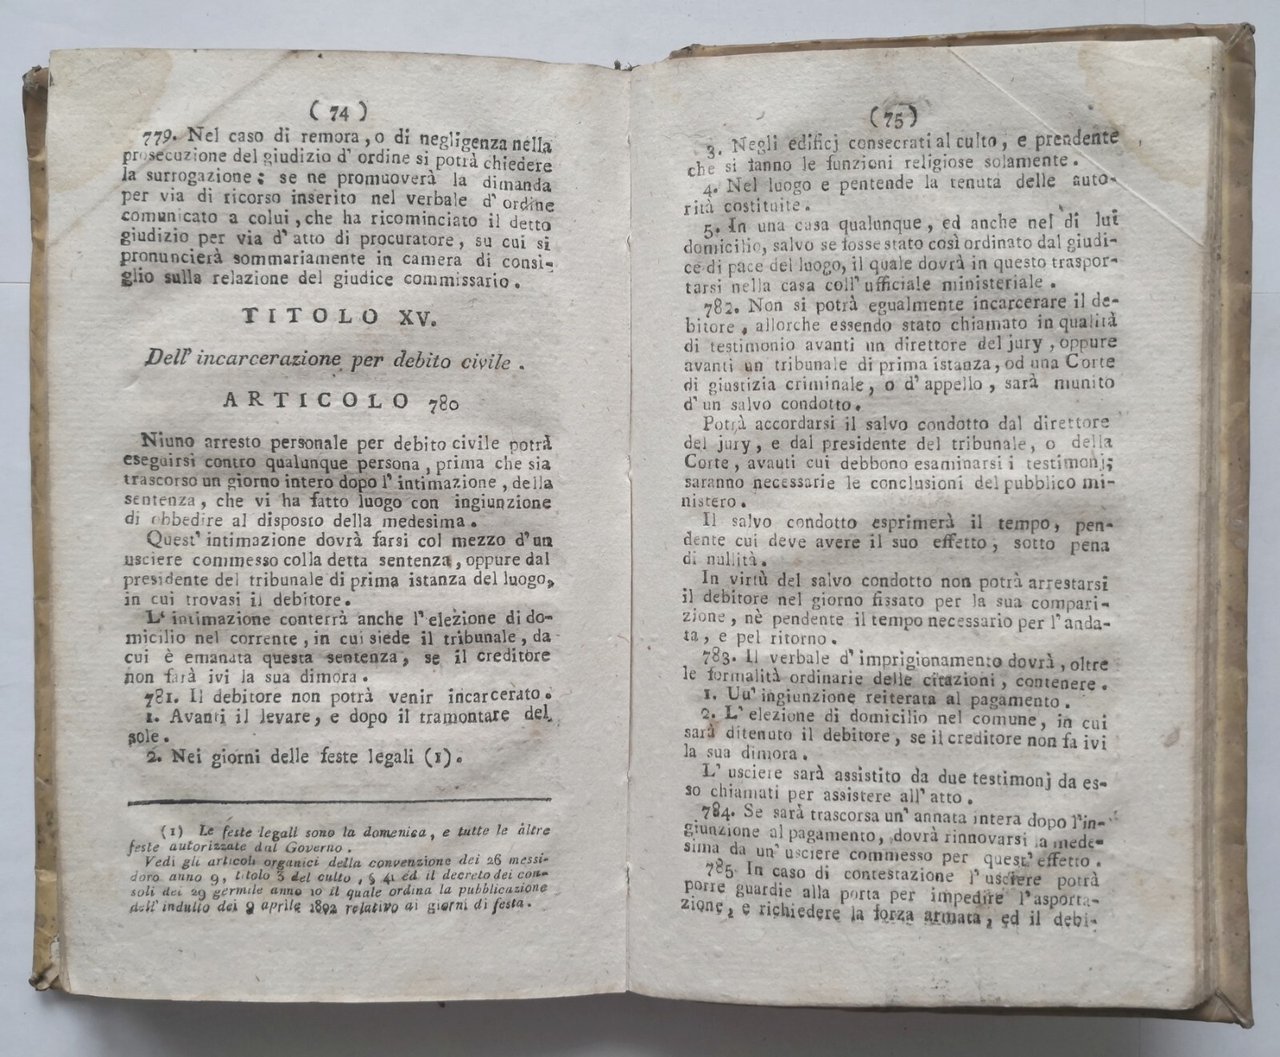 ( 74 )
779. Nel caso di remora, o di negligenza nella
prosecuzione del giudizio d' ordine si potrà chiedere
la surrogazione; se ne promuoverà la dimanda
per via di ricorso inserito nel verbale d' ordine
comunicato a colui, che ha ricominciato il detto
giudizio per via d' atto di procuratore, su cui si
pronuncierà sommariamente in camera di consi-
glio sulla relazione del giudice commissario.
TITOLO XV.
Dell' incarcerazione per debito civile.
ARTICOLO 780
Niuno arresto personale per debito civile potrà
eseguirsi contro qualunque persona, prima che sia
trascorso un giorno intero dopo l' intimazione, della
sentenza, che vi ha fatto luogo con ingiunzione
di obbedire al disposto della medesima.
Quest' intimazione dovrà farsi col mezzo d' un
usciere commesso colla detta sentenza, oppure dal
presidente del tribunale di prima istanza del luogo,
in cui trovasi il debitore.
L' intimazione conterrà anche l' elezione di do-
micilio nel corrente, in cui siede il tribunale, da
cui è emanata questa sentenza, se il creditore
non farà ivi la sua dimora.
781. Il debitore non potrà venir incarcerato.
1. Avanti il levare, e dopo il tramontare del
sole.
2. Nei giorni delle feste legali (1).
(1) Le feste legali sono la domenica, e tutte le altre
feste autorizzate dal Governo.
Vedi gli articoli organici della convenzione dei 26 messi-
doro anno 9, titolo 3 del culto, § 41 ed il decreto dei con-
soli dei 29 germile anno 10 il quale ordina la pubblicazione
dell' indulto dei 9 aprile 1802 relativo ai giorni di festa.
( 75 )
3. Negli edificj consecrati al culto, e prendente
che si fanno le funzioni religiose solamente.
4. Nel luogo e pentende la tenuta delle auto-
rità costituite.
5. In una casa qualunque, ed anche nel di lui
domicilio, salvo se fosse stato così ordinato dal giudi-
ce di pace del luogo, il quale dovrà in questo traspor-
tarsi nella casa coll' ufficiale ministeriale.
782. Non si potrà egualmente incarcerare il de-
bitore, allorche essendo stato chiamato in qualità
di testimonio avanti un direttore del jury, oppure
avanti un tribunale di prima istanza, od una Corte
di giustizia criminale, o d' appello, sarà munito
d' un salvo condotto.
Potrà accordarsi il salvo condotto dal direttore
del jury, e dal presidente del tribunale, o della
Corte, avauti cui debbono esaminarsi i testimonj;
saranno necessarie le conclusioni del pubblico mi-
nistero.
Il salvo condotto esprimerà il tempo, pen-
dente cui deve avere il suo effetto, sotto pena
di nullità.
In virtù del salvo condotto non potrà arrestarsi
il debitore nel giorno fissato per la sua compari-
zione, nè pendente il tempo necessario per l' anda-
ta, e pel ritorno.
783. Il verbale d' imprigionamento dovrà, oltre
le formalità ordinarie delle citazioni, contenere.
1. Un' ingiunzione reiterata al pagamento.
2. L' elezione di domicilio nel comune, in cui
sarà ditenuto il debitore, se il creditore non fa ivi
la sua dimora.
L' usciere sarà assistito da due testimonj da es-
so chiamati per assistere all' atto.
784. Se sarà trascorsa un' annata intera dopo l' in-
giunzione al pagamento, dovrà rinnovarsi la mede-
sima da un' usciere commesso per quest' effetto.
785. In caso di contestazione l' usciere potrà
porre guardie alla porta per impedire l' asporta-
zione, e richiedere la forza armata, ed il debi-